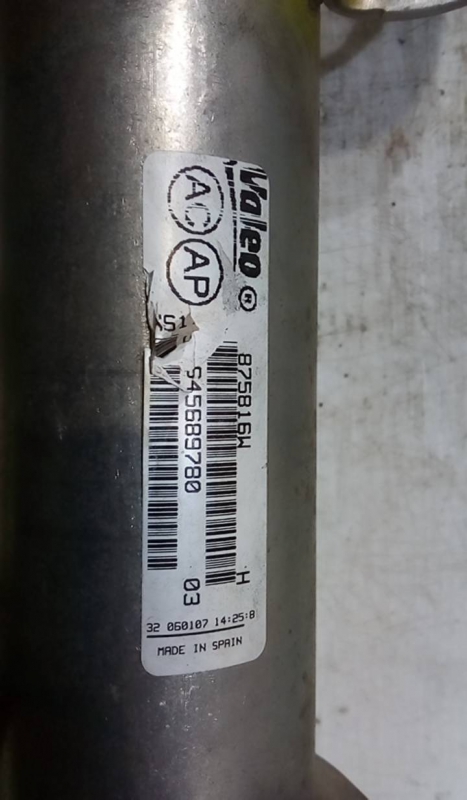 Valeo ®
AC
AP
875816W
H
S45689780
03
32 060107 14:25:8
MADE IN SPAIN